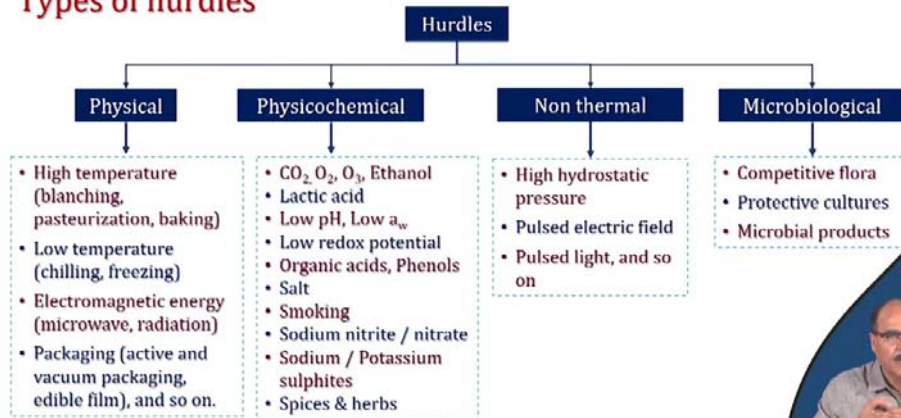 Types of hurdles
Hurdles
Physical
• High temperature
(blanching,
pasteurization, baking)
• Low temperature
(chilling, freezing)
• Electromagnetic energy
(microwave, radiation)
• Packaging (active and
vacuum packaging,
edible film), and so on.
Physicochemical
• CO₂, O₂, O₃, Ethanol
• Lactic acid
• Low pH, Low a_w
• Low redox potential
• Organic acids, Phenols
• Salt
• Smoking
• Sodium nitrite / nitrate
• Sodium / Potassium
sulphites
• Spices & herbs
Non thermal
• High hydrostatic
pressure
• Pulsed electric field
• Pulsed light, and so
on
Microbiological
• Competitive flora
• Protective cultures
• Microbial products